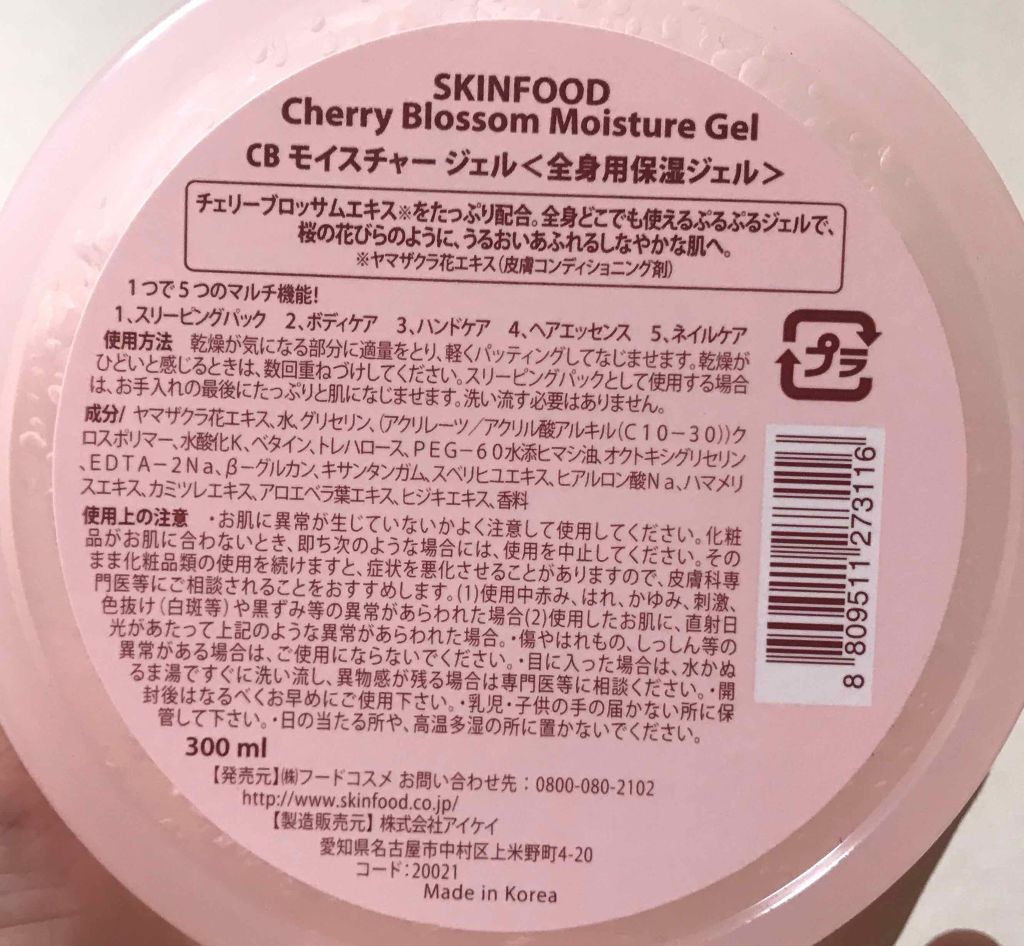 SKINFOOD
Cherry Blossom Moisture Gel
CB モイスチャー ジェル＜全身用保湿ジェル＞
チェリーブロッサムエキス※をたっぷり配合。全身どこでも使えるぷるぷるジェルで、
桜の花びらのように、うるおいあふれるしなやかな肌へ。
※ヤマザクラ花エキス（皮膚コンディショニング剤）
1つで5つのマルチ機能！
1、スリーピングパック 2、ボディケア 3、ハンドケア 4、ヘアエッセンス 5、ネイルケア
使用方法 乾燥が気になる部分に適量をとり、軽くパッティングしてなじませます。乾燥が
ひどいと感じるときは、数回重ねづけしてください。スリーピングパックとして使用する場合
は、お手入れの最後にたっぷりと肌になじませます。洗い流す必要はありません。
成分/ ヤマザクラ花エキス、水、グリセリン、（アクリレーツ／アクリル酸アルキル（C10－30））ク
ロスポリマー、水酸化K、ベタイン、トレハロース、PEG－60水添ヒマシ油、オクトキシグリセリン
、EDTA－2Na、β－グルカン、キサンタンガム、スベリヒユエキス、ヒアルロン酸Na、ハマメリ
スエキス、カミツレエキス、アロエベラ葉エキス、ヒジキエキス、香料
使用上の注意 ・お肌に異常が生じていないかよく注意して使用してください。化粧
品がお肌に合わないとき、即ち次のような場合には、使用を中止してください。その
まま化粧品類の使用を続けますと、症状を悪化させることがありますので、皮膚科専
門医等にご相談されることをおすすめします。(1)使用中赤み、はれ、かゆみ、刺激、
色抜け（白斑等）や黒ずみ等の異常があらわれた場合(2)使用したお肌に、直射日
光があたって上記のような異常があらわれた場合。・傷やはれもの、しっしん等の
異常がある場合は、ご使用にならないでください。・目に入った場合は、水かぬ
るま湯ですぐに洗い流し、異物感が残る場合は専門医等に相談ください。・開
封後はなるべくお早めにご使用下さい。・乳児・子供の手の届かない所に保
管して下さい。・日の当たる所や、高温多湿の所に置かないでください。
300 ml
【発売元】㈱フードコスメ お問い合わせ先：0800-080-2102
http://www.skinfood.co.jp/
【製造販売元】株式会社アイケイ
愛知県名古屋市中村区上米野町4-20
コード：20021
Made in Korea
プラ
8 809511 273116